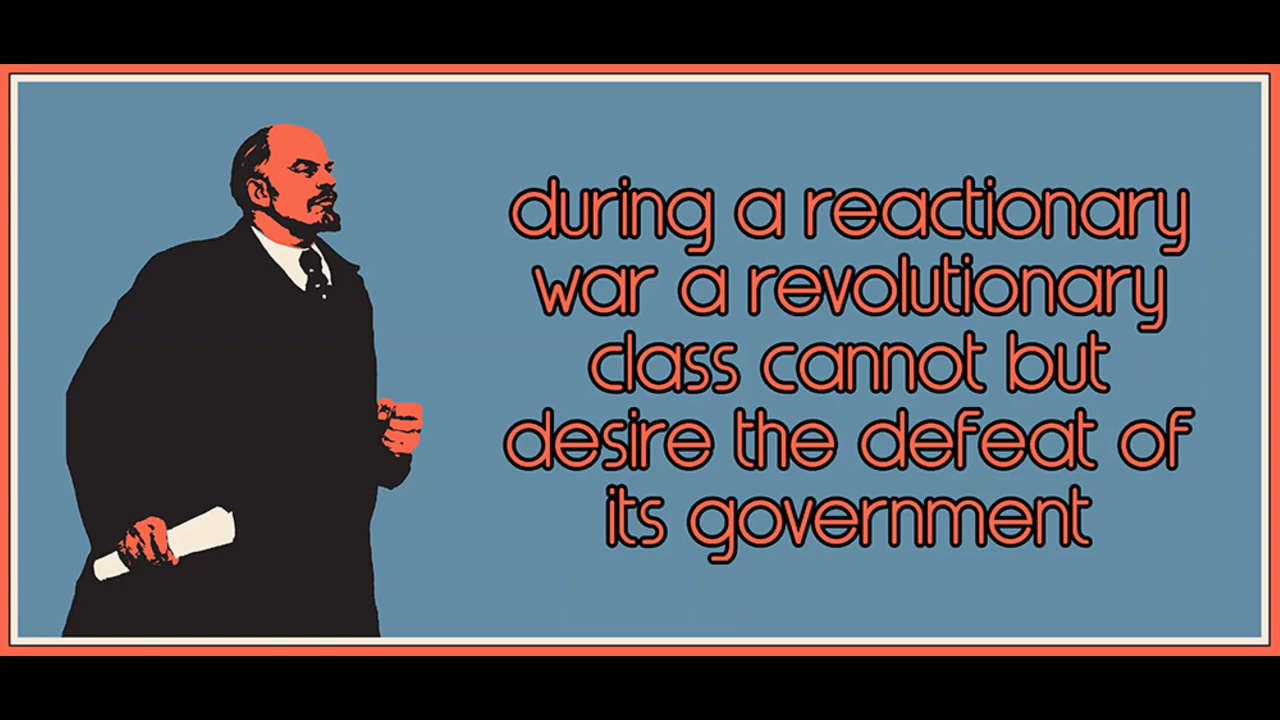 during a reactionary
war a revolutionary
class cannot but
desire the defeat of
its government